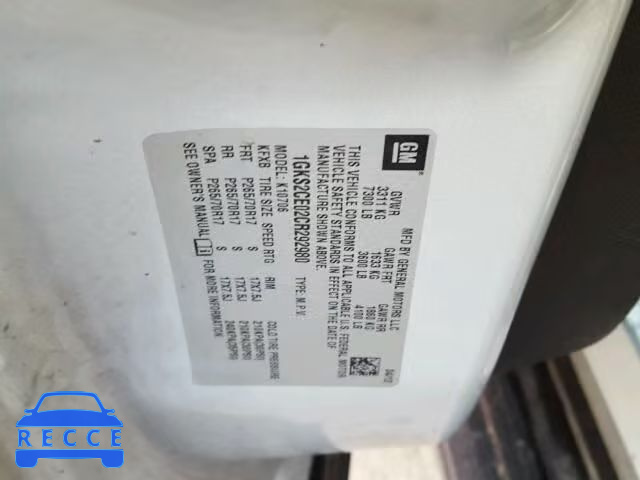 GM
MFD BY GENERAL MOTORS LLC
04/12
GVWR GAWR FRT GAWR RR
3311 KG 1633 KG 1860 KG
7300 LB 3600 LB 4100 LB
THIS VEHICLE CONFORMS TO ALL APPLICABLE U.S. FEDERAL MOTOR
VEHICLE SAFETY STANDARDS IN EFFECT ON THE DATE OF
MANUFACTURE SHOWN ABOVE.
1GKS2CE02CR292980 TYPE: M.P.V.
MODEL: K10706
KFXB TIRE SIZE SPEED RTG RIM COLD TIRE PRESSURE
FRT P265/70R17 S 17X7.5J 210KPA(30PSI)
RR P265/70R17 S 17X7.5J 210KPA(30PSI)
SPA P265/70R17 S 17X7.5J 240KPA(35PSI)
SEE OWNER'S MANUAL FOR MORE INFORMATION
RECCE